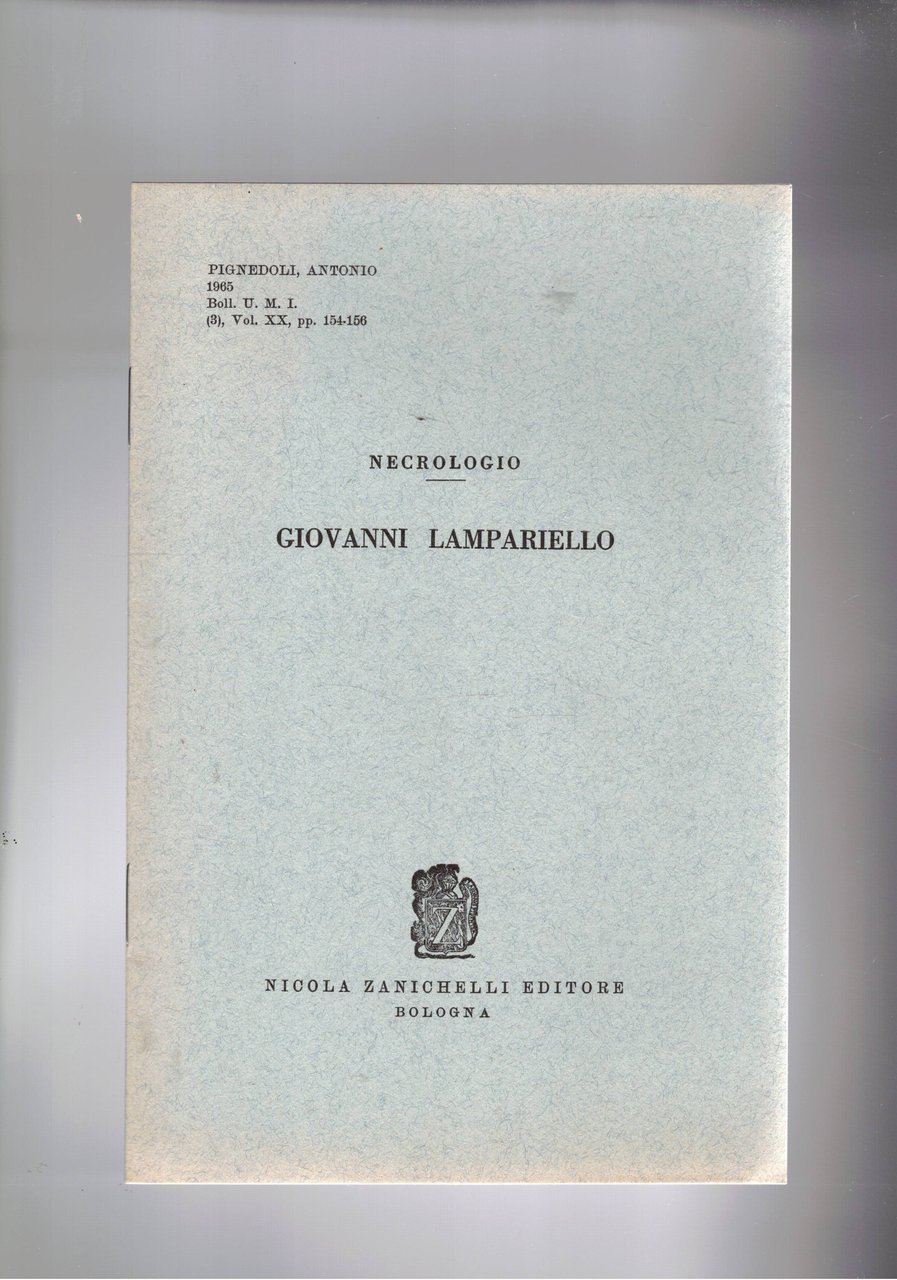 PIGNEDOLI, ANTONIO
1965
Boll. U. M. I.
(3), Vol. XX, pp. 154-156
NECROLOGIO
GIOVANNI LAMPARIELLO
Z
NICOLA ZANICHELLI EDITORE
BOLOGNA